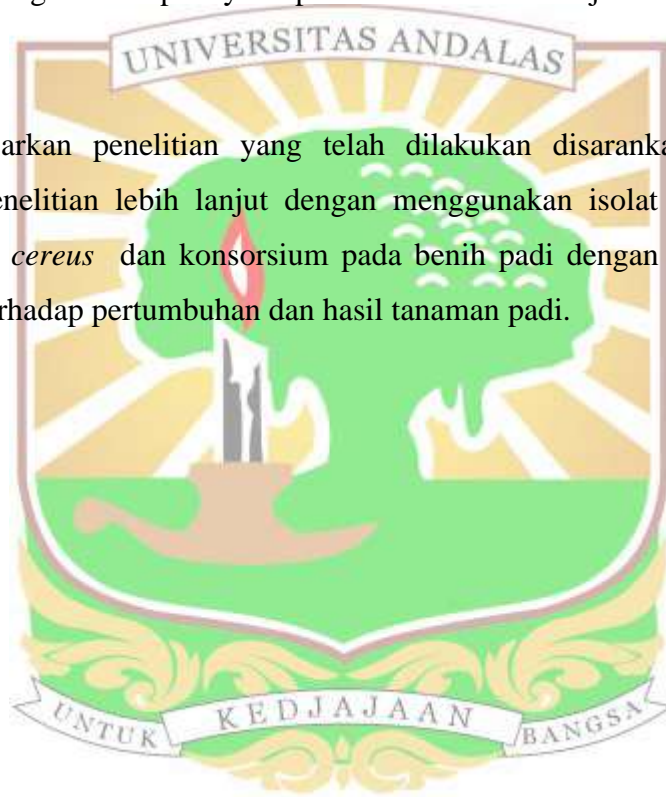 UNIVERSITAS ANDALAS
arkan penelitian yang telah dilakukan disaranka
enelitian lebih lanjut dengan menggunakan isolat
cereus dan konsorsium pada benih padi dengan
rhadap pertumbuhan dan hasil tanaman padi.
UNTUK KEDJAJAAN BANGSA